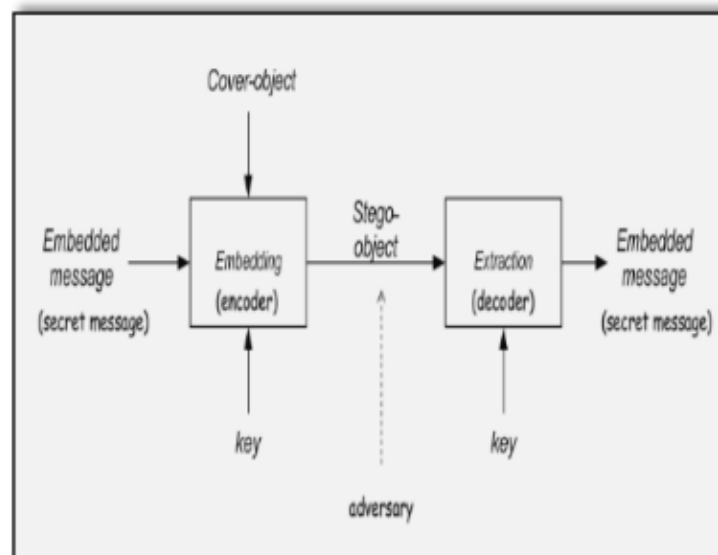 Cover-object
Stego-
object
Embedded
message
(secret message)
Embedding
(encoder)
Extraction
(decoder)
Embedded
message
(secret message)
key
key
adversary